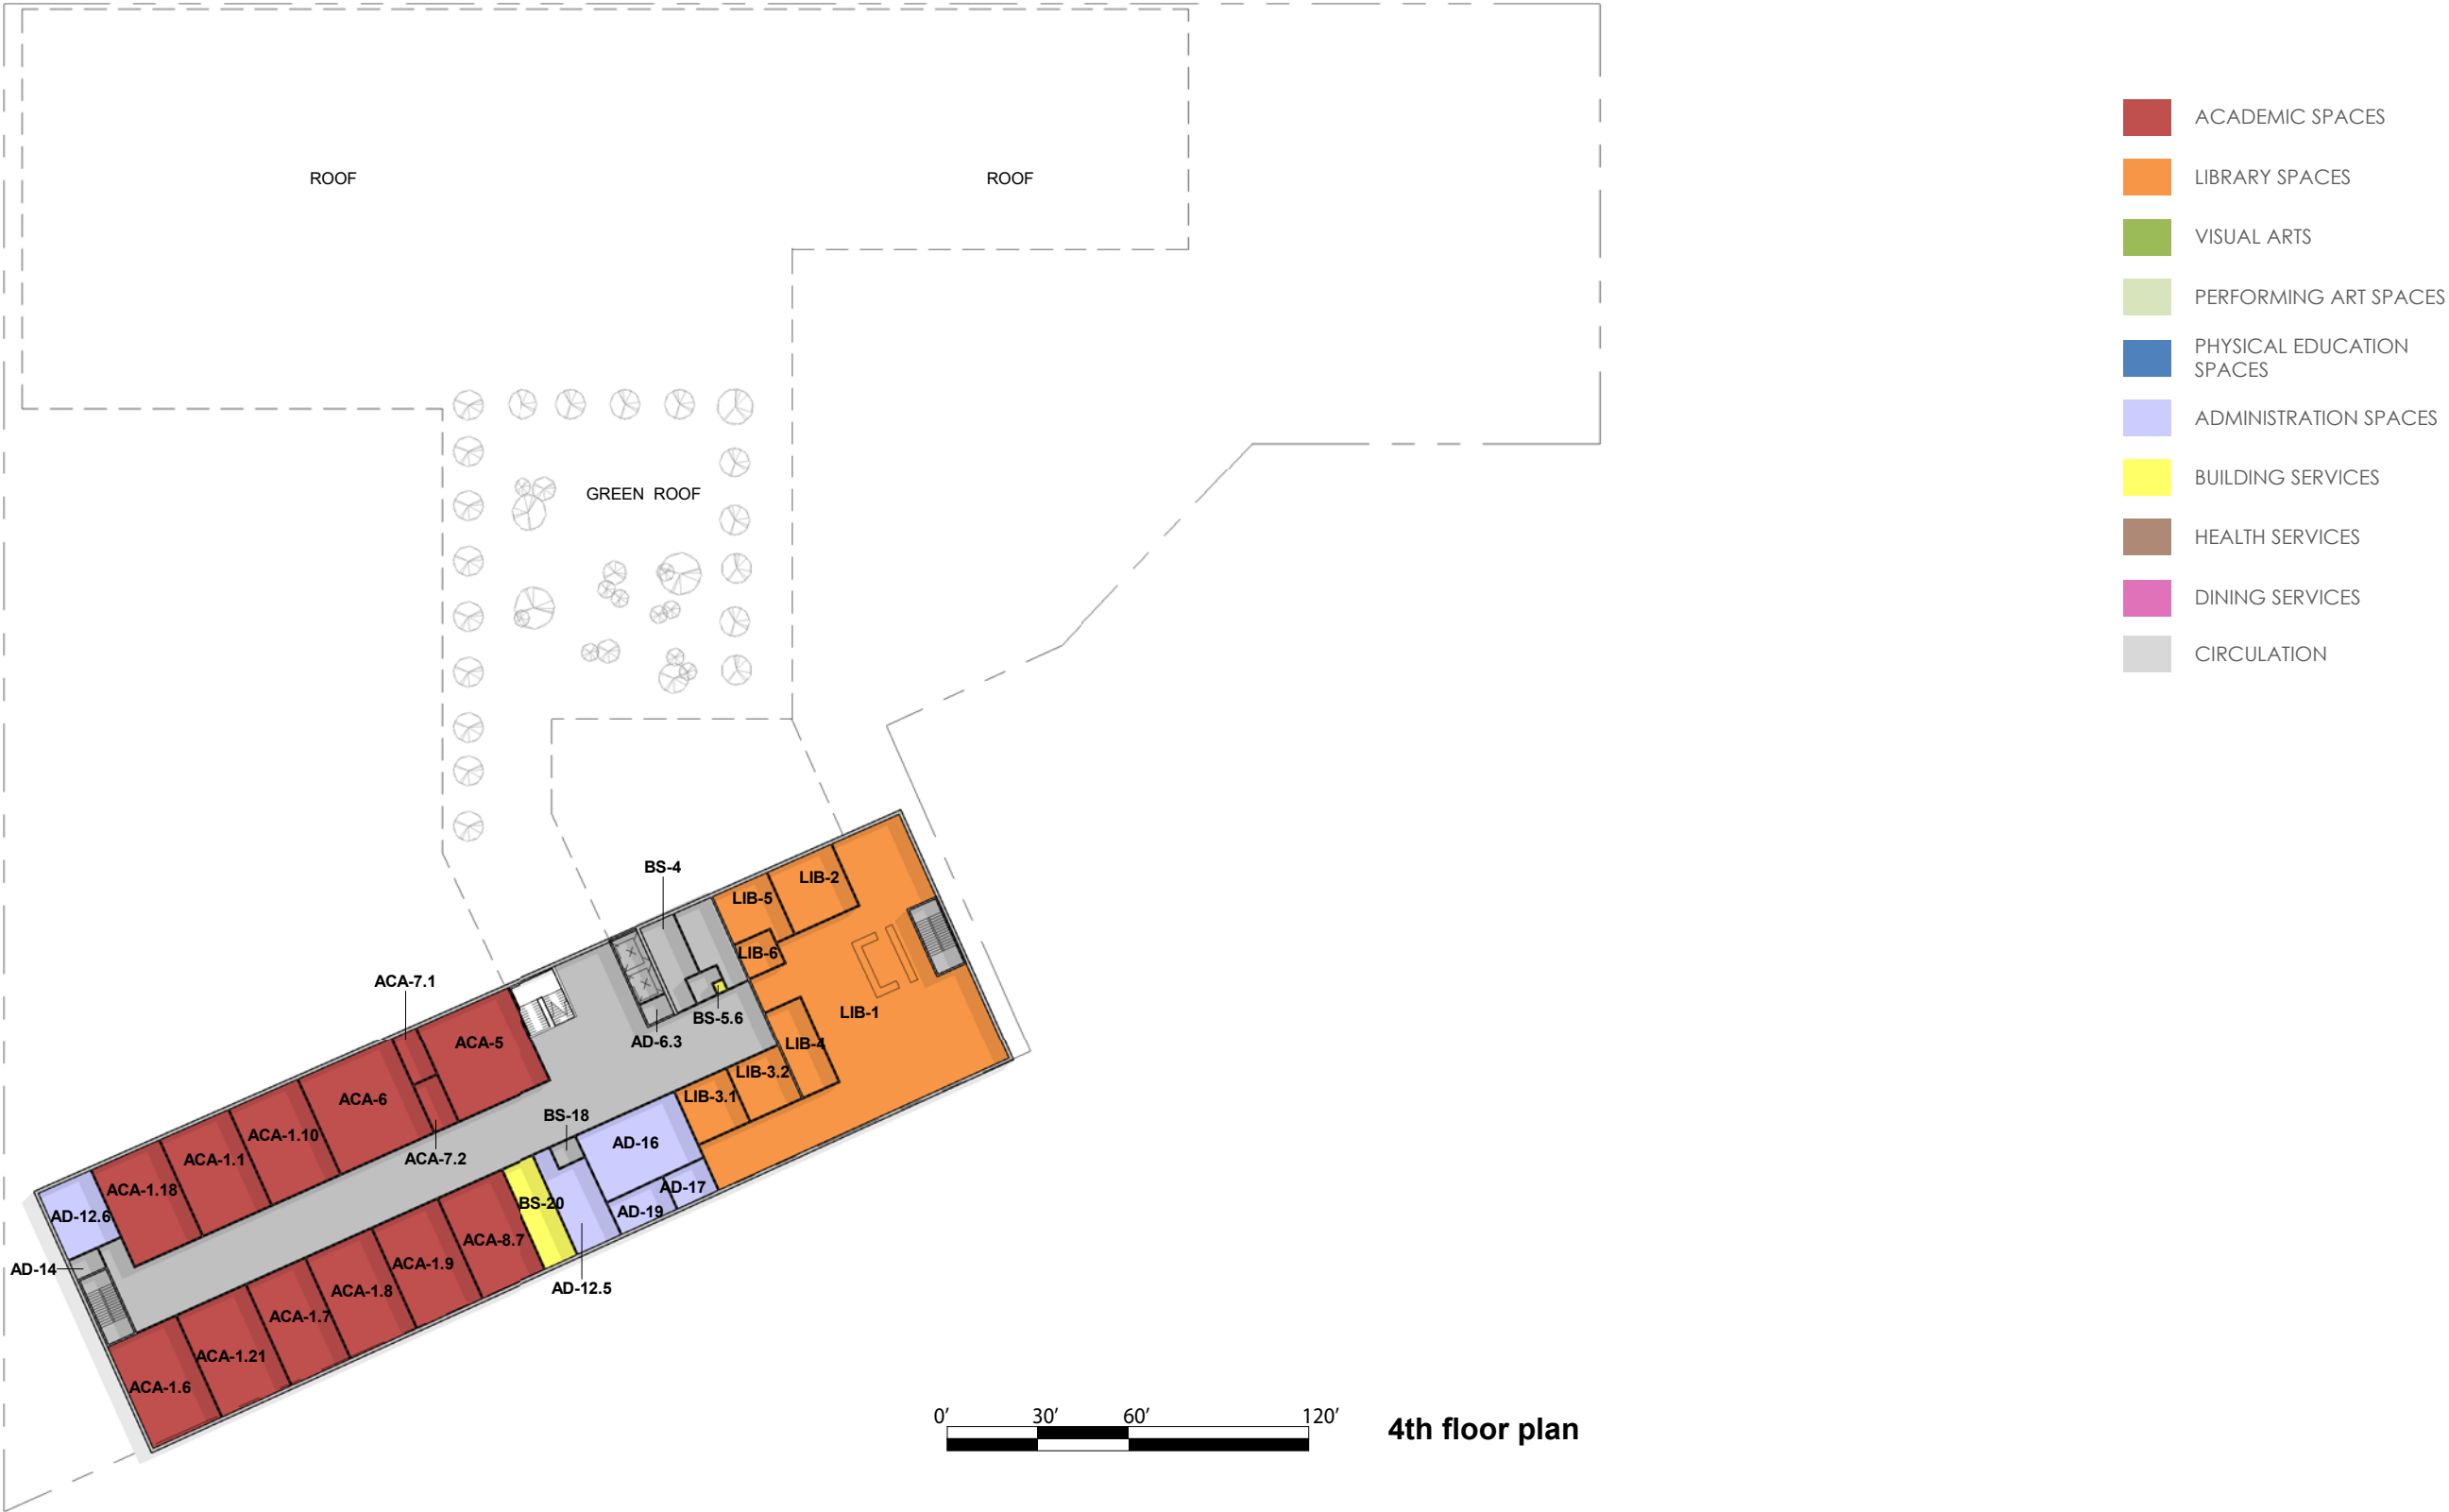 ROOF
ROOF
ACADEMIC SPACES
LIBRARY SPACES
VISUAL ARTS
PERFORMING ART SPACES
PHYSICAL EDUCATION
SPACES
ADMINISTRATION SPACES
BUILDING SERVICES
HEALTH SERVICES
DINING SERVICES
CIRCULATION
GREEN ROOF
BS-4
LIB-2
LIB-5
LIB-6
ACA-7.1
LIB-1
BS-5.6
AD-6.3
ACA-5
LIB-4
LIB-3.2
LIB-3.1
ACA-6
BS-18
ACA-1.10
AD-16
ACA-1.1
ACA-7.2
ACA-1.18
AD-17
BS-20
AD-19
AD-12.6
ACA-8.7
AD-14
ACA-1.9
AD-12.5
ACA-1.8
ACA-1.7
ACA-1.21
ACA-1.6
0' 30' 60' 120'
4th floor plan